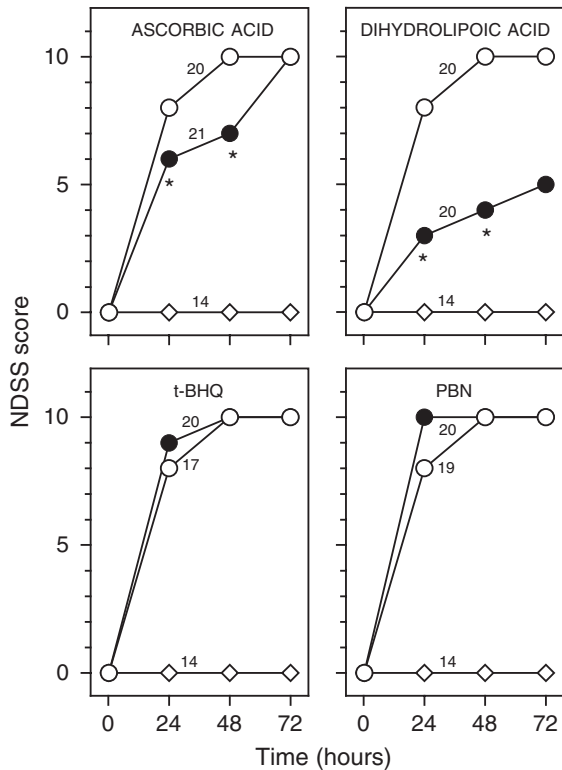 ASCORBIC ACID
10
20
21
*
*
5
14
0
DIHYDROLIPOIC ACID
20
20
*
*
14
NDSS score
t-BHQ
10
20
17
5
14
0
0 24 48 72
PBN
20
19
14
0 24 48 72
Time (hours)